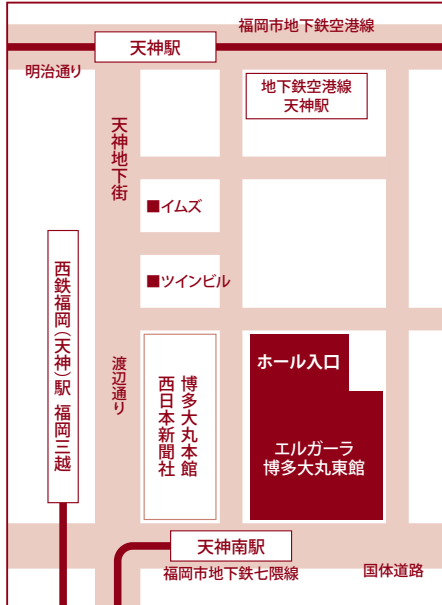 福岡市地下鉄空港線
天神駅
明治通り
地下鉄空港線
天神駅
天神地下街
■イムズ
■ツインビル
西鉄福岡（天神）駅 福岡三越
渡辺通り
博多大丸本館
西日本新聞社
ホール入口
エルガーラ
博多大丸東館
天神南駅
福岡市地下鉄七隈線
国体道路